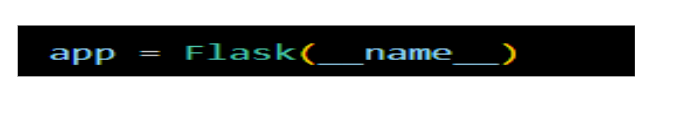 app = Flask(__name__)